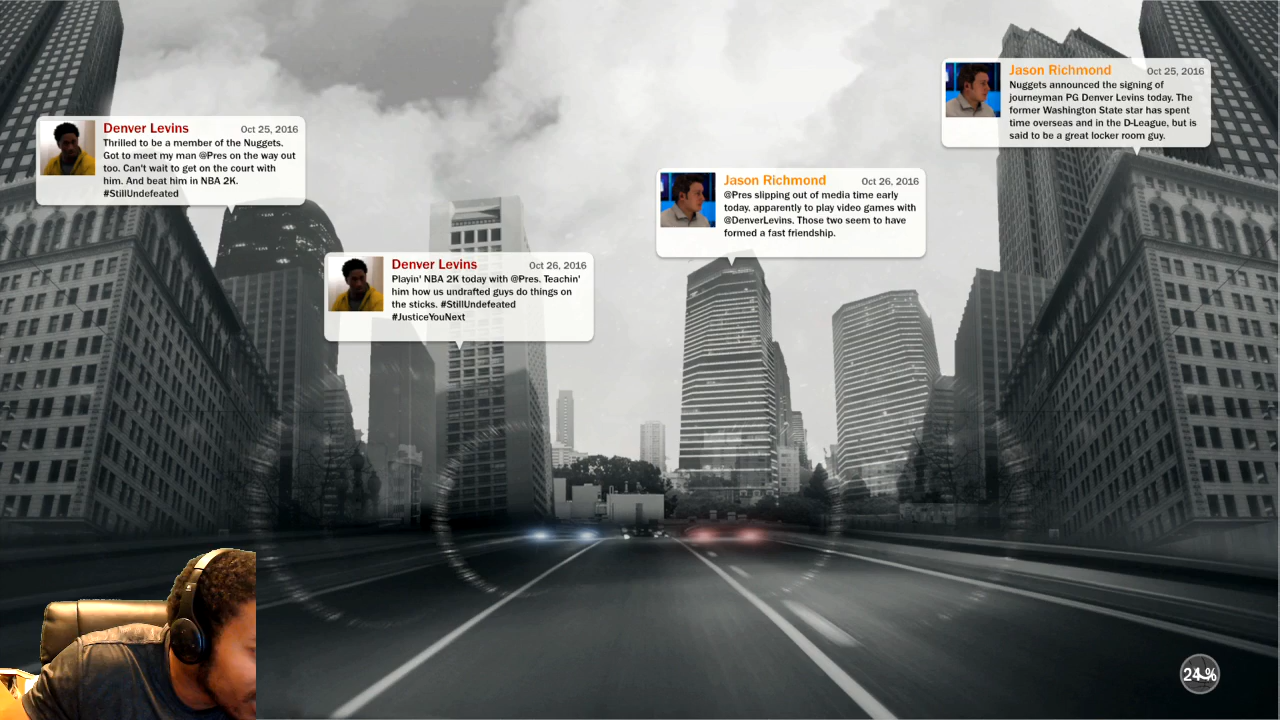 Denver Levins Oct 25, 2016
Thrilled to be a member of the Nuggets.
Got to meet my man @Pres on the way out
too. Can't wait to get on the court with
him. And beat him in NBA 2K.
#StillUndefeated
Denver Levins Oct 26, 2016
Playin' NBA 2K today with @Pres. Teachin'
him how us undrafted guys do things on
the sticks. #StillUndefeated
#JusticeYouNext
Jason Richmond Oct 26, 2016
@Pres slipping out of media time early
today, apparently to play video games with
@DenverLevins. Those two seem to have
formed a fast friendship.
Jason Richmond Oct 25, 2016
Nuggets announced the signing of
journeyman PG Denver Levins today. The
former Washington State star has spent
time overseas and in the D-League, but is
said to be a great locker room guy.
24%